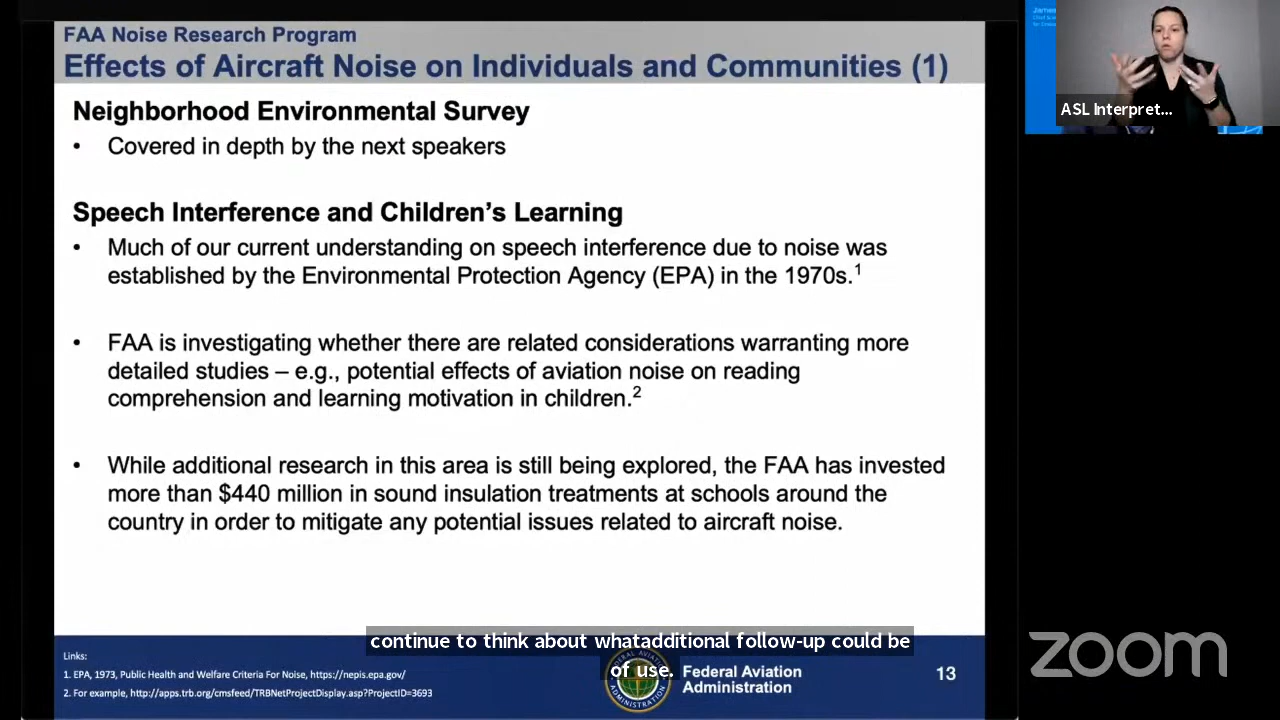 FAA Noise Research Program
Effects of Aircraft Noise on Individuals and Communities (1)
Neighborhood Environmental Survey
• Covered in depth by the next speakers
Speech Interference and Children's Learning
• Much of our current understanding on speech interference due to noise was
established by the Environmental Protection Agency (EPA) in the 1970s.1
• FAA is investigating whether there are related considerations warranting more
detailed studies – e.g., potential effects of aviation noise on reading
comprehension and learning motivation in children.2
• While additional research in this area is still being explored, the FAA has invested
more than $440 million in sound insulation treatments at schools around the
country in order to mitigate any potential issues related to aircraft noise.
continue to think about whatadditional follow-up could be
of use.
Links:
1. EPA, 1973, Public Health and Welfare Criteria For Noise, https://nepis.epa.gov/
2. For example, http://apps.trb.org/cmsfeed/TRBNetProjectDisplay.asp?ProjectID=3693
Federal Aviation
Administration
13
ASL Interpret...
zoom